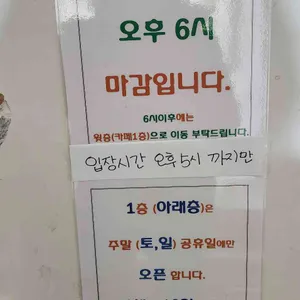 오후 6시
마감입니다.
6시이후에는
윗층(카페1층)으로 이동 부탁드립니다.
입장시간 오후5시 까지만
1층 (아래층)은
주말 (토,일) 공유일에만
오픈 합니다.